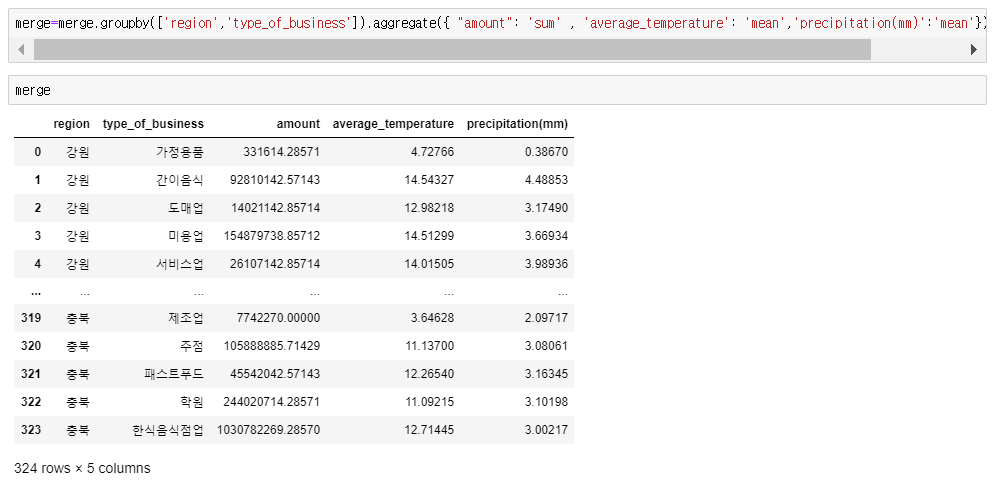 merge=merge.groupby(['region','type_of_business']).aggregate({ "amount": 'sum' , 'average_temperature': 'mean','precipitation(mm)':'mean'})
merge
region type_of_business amount average_temperature precipitation(mm)
0 강원 가정용품 331614.28571 4.72766 0.38670
1 강원 간이음식 92810142.57143 14.54327 4.48853
2 강원 도매업 14021142.85714 12.98218 3.17490
3 강원 미용업 154879738.85712 14.51299 3.66934
4 강원 서비스업 26107142.85714 14.01505 3.98936
... ... ... ... ... ...
319 충북 제조업 7742270.00000 3.64628 2.09717
320 충북 주점 105888885.71429 11.13700 3.08061
321 충북 패스트푸드 45542042.57143 12.26540 3.16345
322 충북 학원 244020714.28571 11.09215 3.10198
323 충북 한식음식점업 1030782269.28570 12.71445 3.00217
324 rows × 5 columns